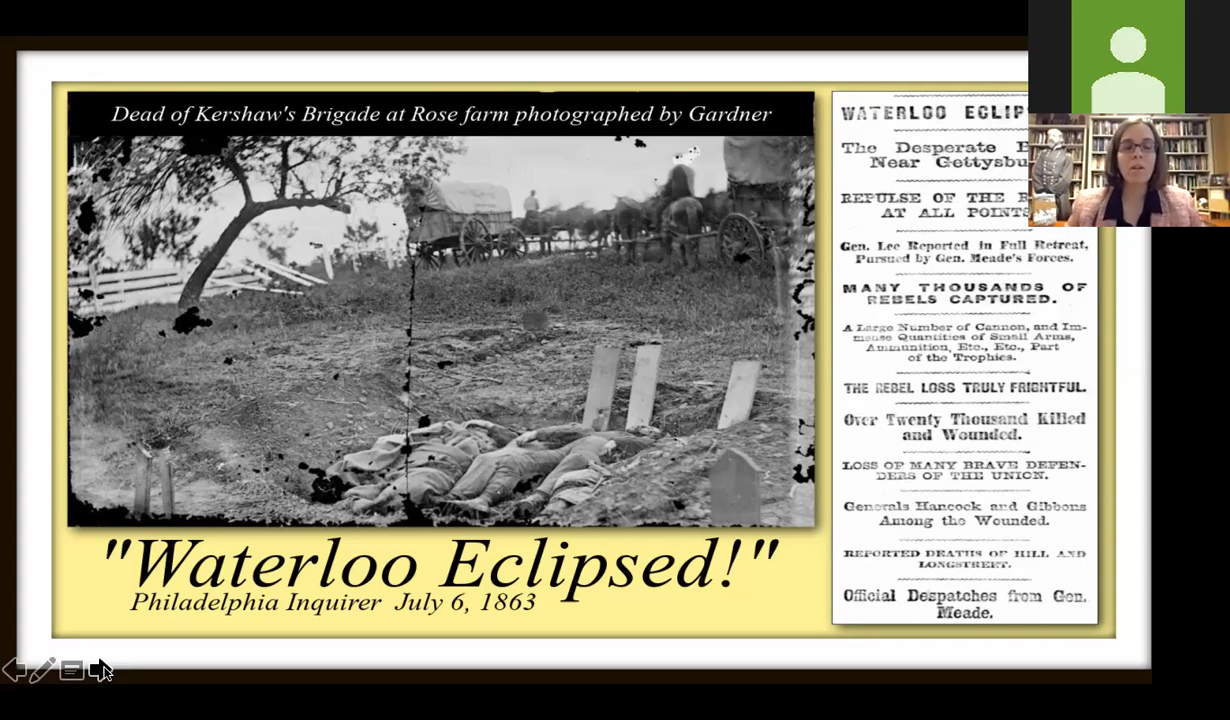 Dead of Kershaw's Brigade at Rose farm photographed by Gardner
"Waterloo Eclipsed!"
Philadelphia Inquirer July 6, 1863
WATERLOO
The Desperate
Near
REPULSE OF THE
AT ALL POINTS
Gen. Lee Reported in Full Retreat,
Pursued by Gen. Meade's Forces.
MANY THOUSANDS OF
REBELS CAPTURED.
A Large Number of Cannon, and Im-
mense Quantities of Small Arms,
Ammunition, Etc., Etc., Part
of the Trophies.
THE REBEL LOSS TRULY FRIGHTFUL.
Over Twenty Thousand Killed
and Wounded.
LOSS OF MANY BRAVE DEFEN-
DERS OF THE UNION.
Generals Hancock and Gibbons
Among the Wounded.
REPORTED DEATHS OF HILL AND
LONGSTREET.
Official Despatches from Gen.
Meade.